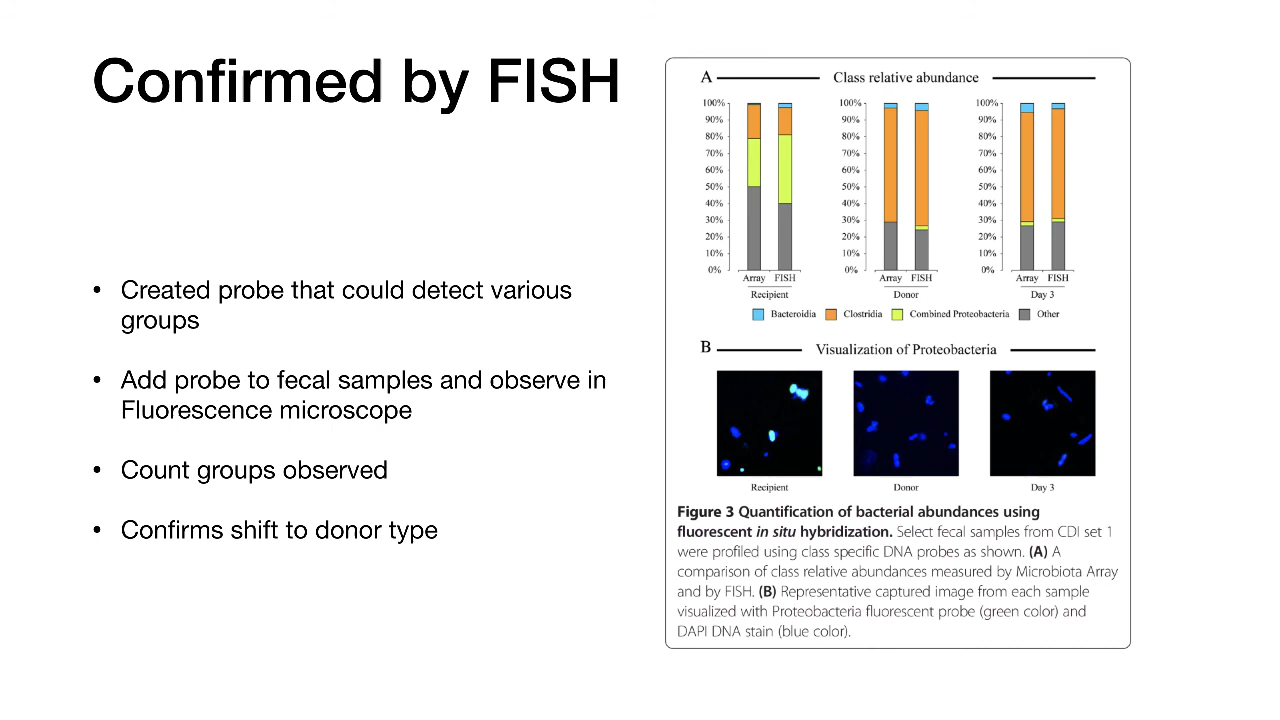 Confirmed by FISH
• Created probe that could detect various
groups
• Add probe to fecal samples and observe in
Fluorescence microscope
• Count groups observed
• Confirms shift to donor type
A Class relative abundance
100% 100% 100%
90% 90% 90%
80% 80% 80%
70% 70% 70%
60% 60% 60%
50% 50% 50%
40% 40% 40%
30% 30% 30%
20% 20% 20%
10% 10% 10%
0% 0% 0%
Array FISH Array FISH Array FISH
Recipient Donor Day 3
Bacteroidia Clostridia Combined Proteobacteria Other
B Visualization of Proteobacteria
Recipient Donor Day 3
Figure 3 Quantification of bacterial abundances using
fluorescent in situ hybridization. Select fecal samples from CDI set 1
were profiled using class specific DNA probes as shown. (A) A
comparison of class relative abundances measured by Microbiota Array
and by FISH. (B) Representative captured image from each sample
visualized with Proteobacteria fluorescent probe (green color) and
DAPI DNA stain (blue color).